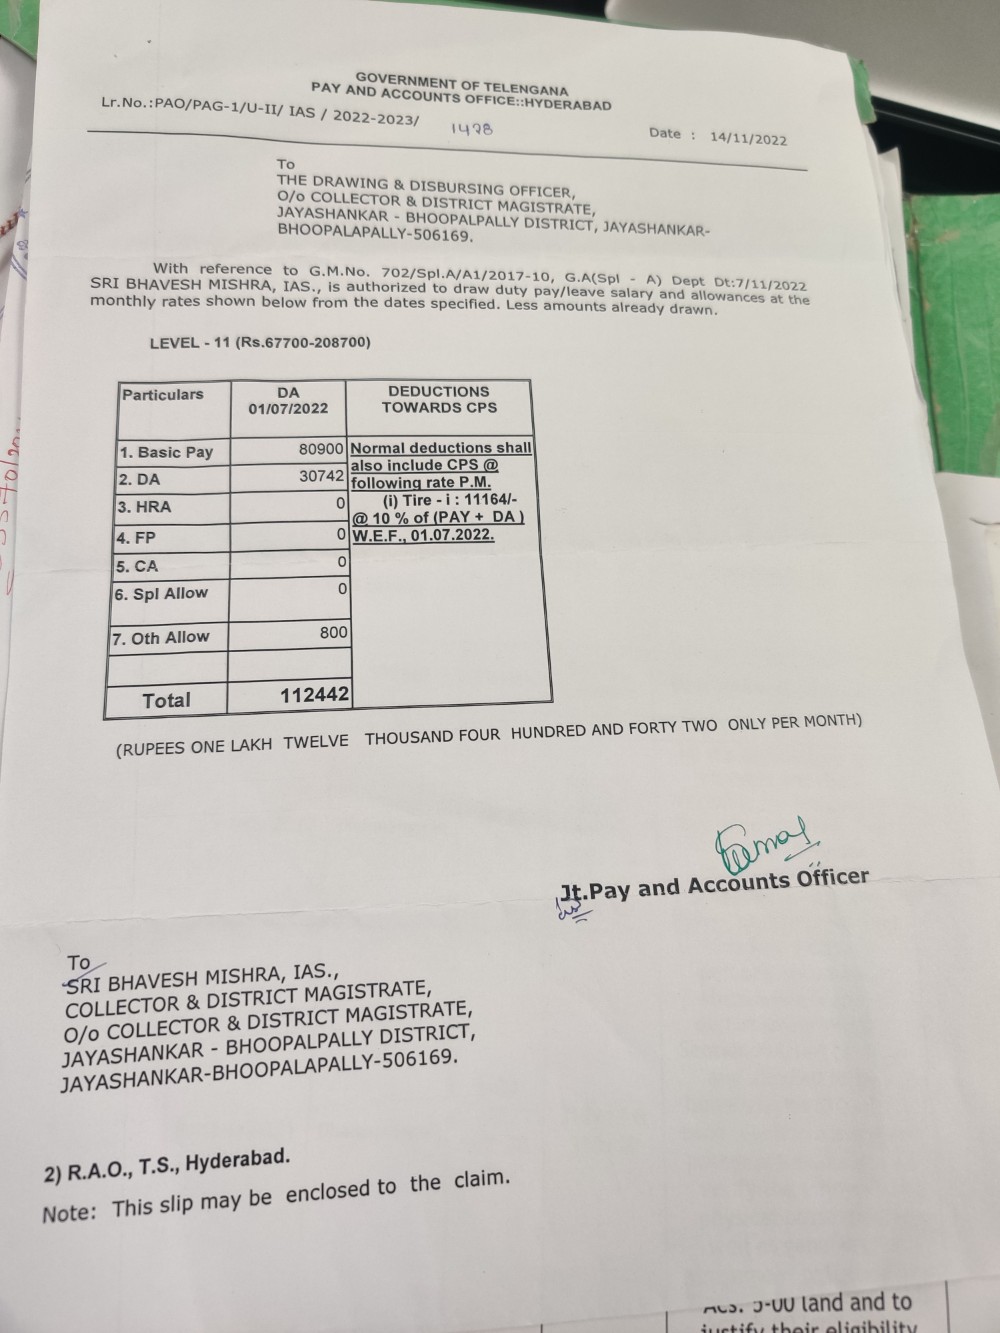 GOVERNMENT OF TELENGANA
PAY AND ACCOUNTS OFFICE::HYDERABAD
Lr.No.:PAO/PAG-1/U-II/ IAS / 2022-2023/ 1498 Date : 14/11/2022
To
THE DRAWING & DISBURSING OFFICER,
O/o COLLECTOR & DISTRICT MAGISTRATE,
JAYASHANKAR - BHOOPALPALLY DISTRICT, JAYASHANKAR-
BHOOPALAPALLY-506169.
With reference to G.M.No. 702/Spl.A/A1/2017-10, G.A(Spl - A) Dept Dt:7/11/2022
SRI BHAVESH MISHRA, IAS., is authorized to draw duty pay/leave salary and allowances at the
monthly rates shown below from the dates specified. Less amounts already drawn.
LEVEL - 11 (Rs.67700-208700)
Particulars DA 01/07/2022 DEDUCTIONS TOWARDS CPS
1. Basic Pay 80900 Normal deductions shall
also include CPS @
2. DA 30742 following rate P.M.
3. HRA 0 (i) Tire - i : 11164/-
@ 10 % of (PAY + DA )
4. FP 0 W.E.F., 01.07.2022.
5. CA 0
6. Spl Allow 0
7. Oth Allow 800
Total 112442
(RUPEES ONE LAKH TWELVE THOUSAND FOUR HUNDRED AND FORTY TWO ONLY PER MONTH)
Jt.Pay and Accounts Officer
To
SRI BHAVESH MISHRA, IAS.,
COLLECTOR & DISTRICT MAGISTRATE,
O/o COLLECTOR & DISTRICT MAGISTRATE,
JAYASHANKAR - BHOOPALPALLY DISTRICT,
JAYASHANKAR-BHOOPALAPALLY-506169.
2) R.A.O., T.S., Hyderabad.
Note: This slip may be enclosed to the claim.
5-00 land and to
justify their eligibility